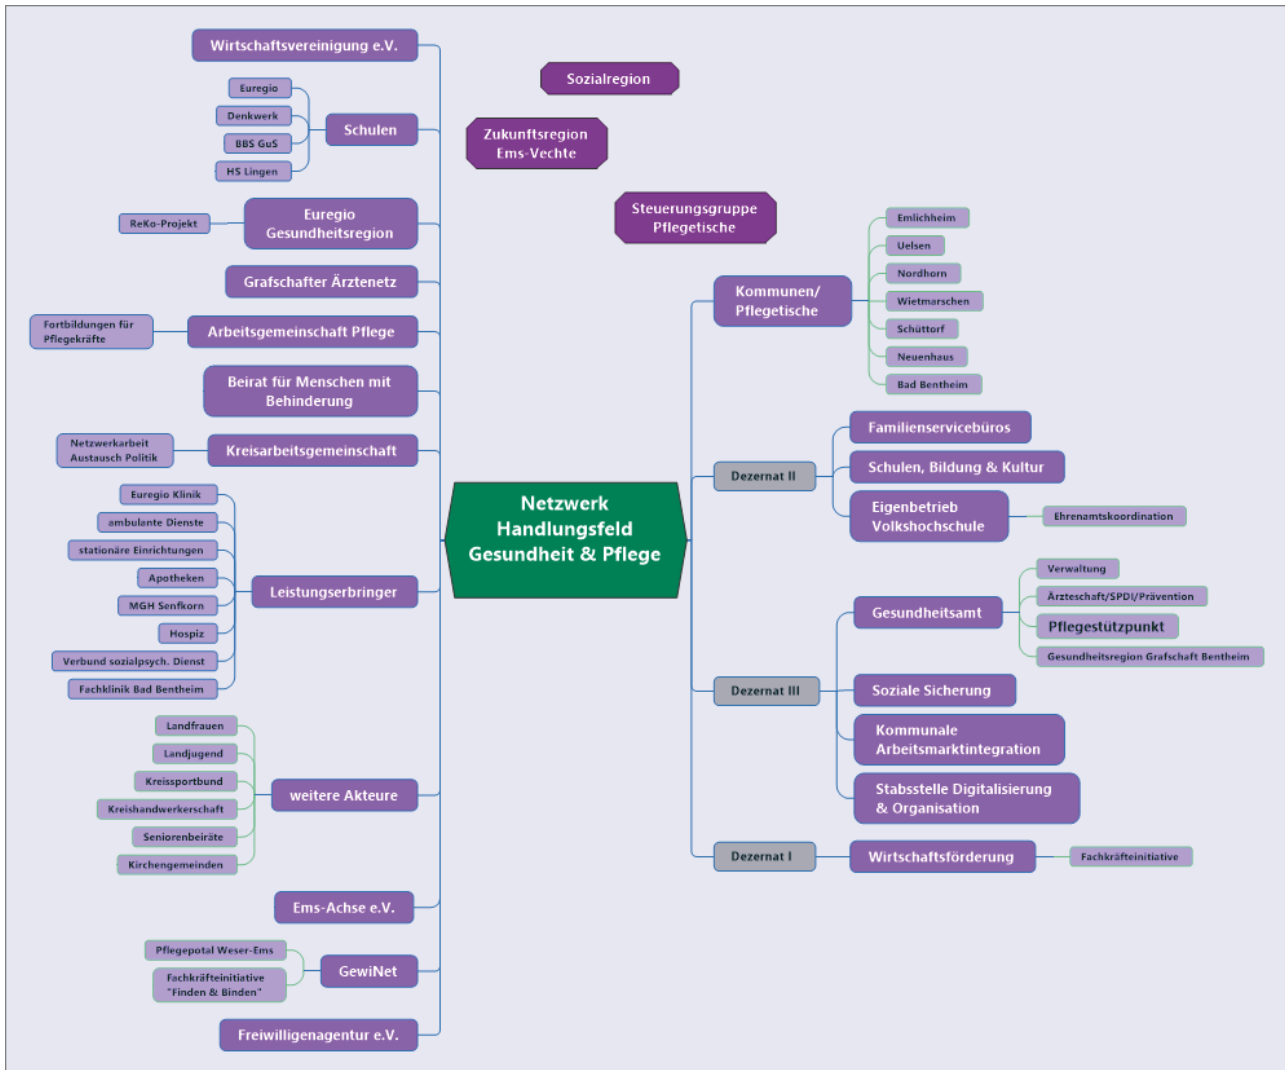 Wirtschaftsvereinigung e.V.
Euregio
Denkwerk
BBS GuS
HS Lingen
Schulen
ReKo-Projekt
Euregio
Gesundheitsregion
Grafschafter Ärztenetz
Fortbildungen für
Pflegekräfte
Arbeitsgemeinschaft Pflege
Beirat für Menschen mit
Behinderung
Netzwerkarbeit
Austausch Politik
Kreisarbeitsgemeinschaft
Euregio Klinik
ambulante Dienste
stationäre Einrichtungen
Apotheken
MGH Senfkorn
Hospiz
Verbund sozialpsych. Dienst
Fachklinik Bad Bentheim
Leistungserbringer
Landfrauen
Landjugend
Kreissportbund
Kreishandwerkerschaft
Seniorenbeiräte
Kirchengemeinden
weitere Akteure
Ems-Achse e.V.
Pflegepotal Weser-Ems
Fachkräfteinitiative
"Finden & Binden"
GewiNet
Freiwilligenagentur e.V.
Sozialregion
Zukunftsregion
Ems-Vechte
Steuerungsgruppe
Pflegetische
Netzwerk
Handlungsfeld
Gesundheit & Pflege
Kommunen/
Pflegetische
Emlichheim
Uelsen
Nordhorn
Wietmarschen
Schüttorf
Neuenhaus
Bad Bentheim
Dezernat II
Familienservicebüros
Schulen, Bildung & Kultur
Eigenbetrieb
Volkshochschule
Ehrenamtskoordination
Dezernat III
Gesundheitsamt
Verwaltung
Ärzteschaft/SPDI/Prävention
Pflegestützpunkt
Gesundheitsregion Grafschaft Bentheim
Soziale Sicherung
Kommunale
Arbeitsmarktintegration
Stabsstelle Digitalisierung
& Organisation
Dezernat I
Wirtschaftsförderung
Fachkräfteinitiative